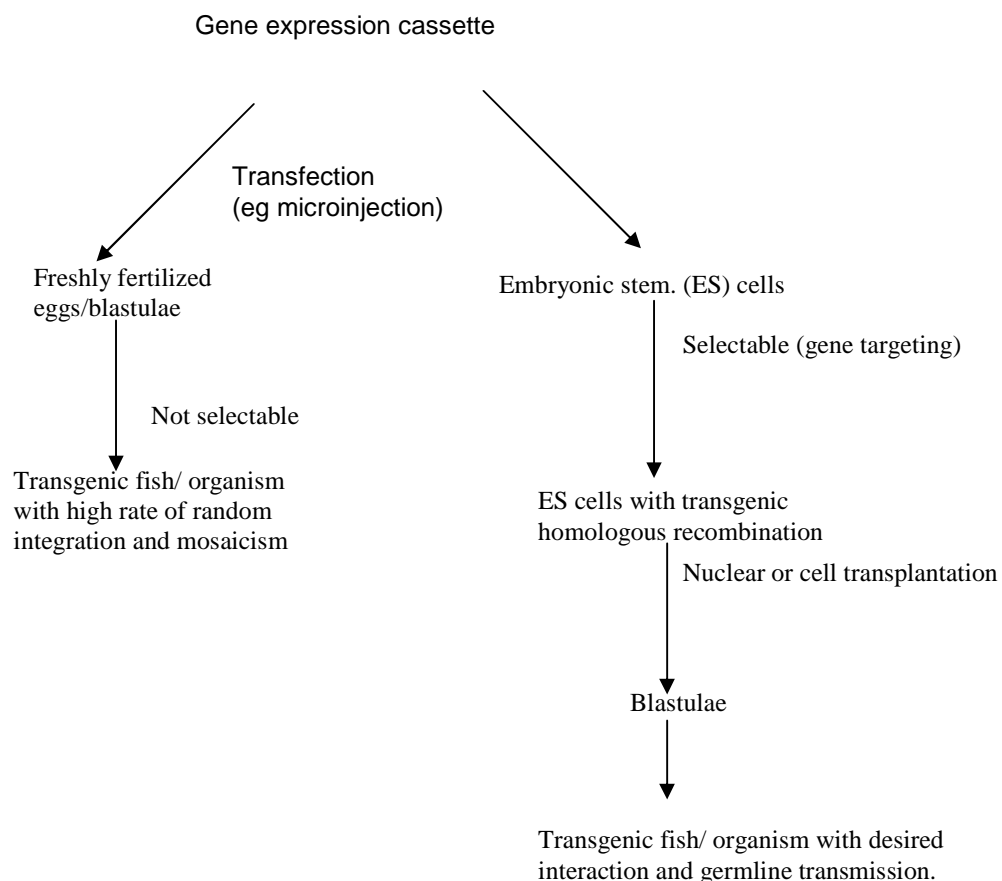 Gene expression cassette
Transfection
(eg microinjection)
Freshly fertilized
eggs/blastulae
Embryonic stem. (ES) cells
Selectable (gene targeting)
Not selectable
Transgenic fish/ organism
with high rate of random
integration and mosaicism
ES cells with transgenic
homologous recombination
Nuclear or cell transplantation
Blastulae
Transgenic fish/ organism with desired
interaction and germline transmission.